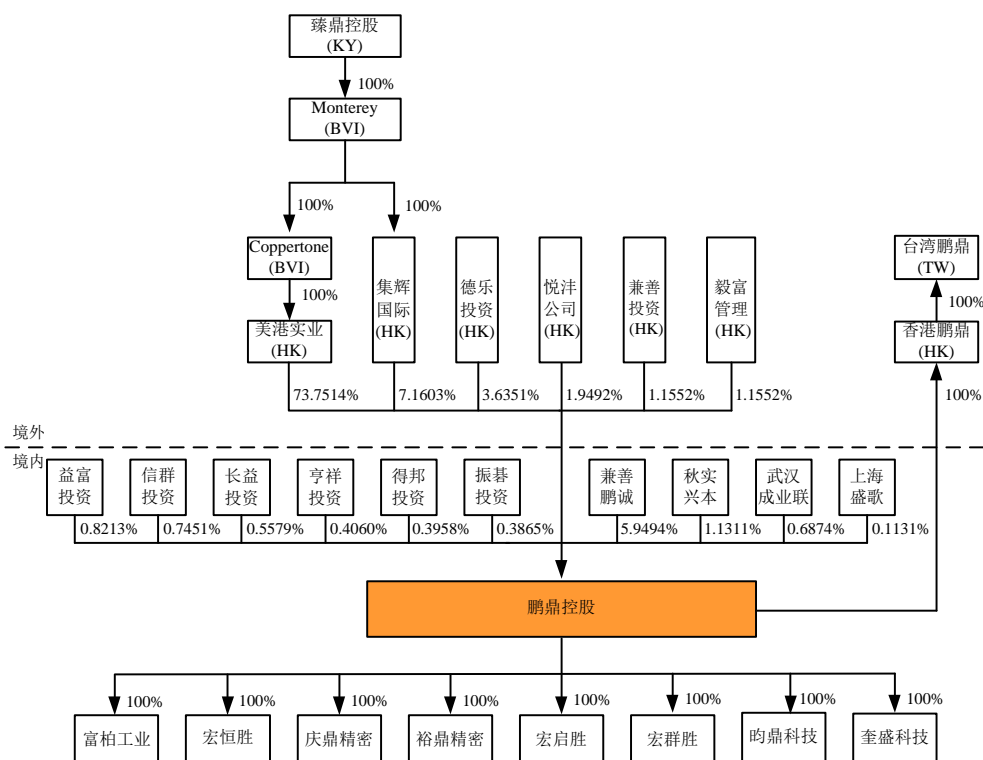 臻鼎控股
(KY)
100%
Monterey
(BVI)
100%
100%
Coppertone
(BVI)
100%
美港实业
(HK)
集辉
国际
(HK)
德乐
投资
(HK)
悦沣
公司
(HK)
兼善
投资
(HK)
毅富
管理
(HK)
台湾鹏鼎
(TW)
100%
香港鹏鼎
(HK)
73.7514%
7.1603%
3.6351%
1.9492%
1.1552%
1.1552%
100%
境外
境内
益富
投资
信群
投资
长益
投资
亨祥
投资
得邦
投资
振碁
投资
兼善
鹏诚
秋实
兴本
武汉
成业联
上海
盛歌
0.8213%
0.7451%
0.5579%
0.4060%
0.3958%
0.3865%
5.9494%
1.1311%
0.6874%
0.1131%
鹏鼎控股
100%
100%
100%
100%
100%
100%
100%
100%
富柏工业
宏恒胜
庆鼎精密
裕鼎精密
宏启胜
宏群胜
昀鼎科技
奎盛科技